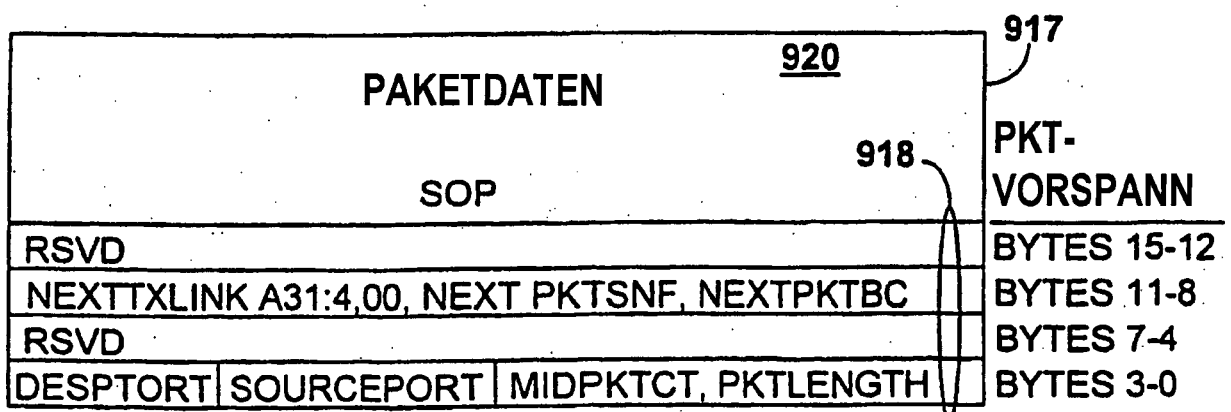 917
920
PAKETDATEN
918
PKT-
VORSPANN
SOP
RSVD BYTES 15-12
NEXTTXLINK A31:4,00, NEXT PKTSNF, NEXTPKTBC BYTES 11-8
RSVD BYTES 7-4
DESPTORT SOURCEPORT MIDPKTCT, PKTLENGTH BYTES 3-0